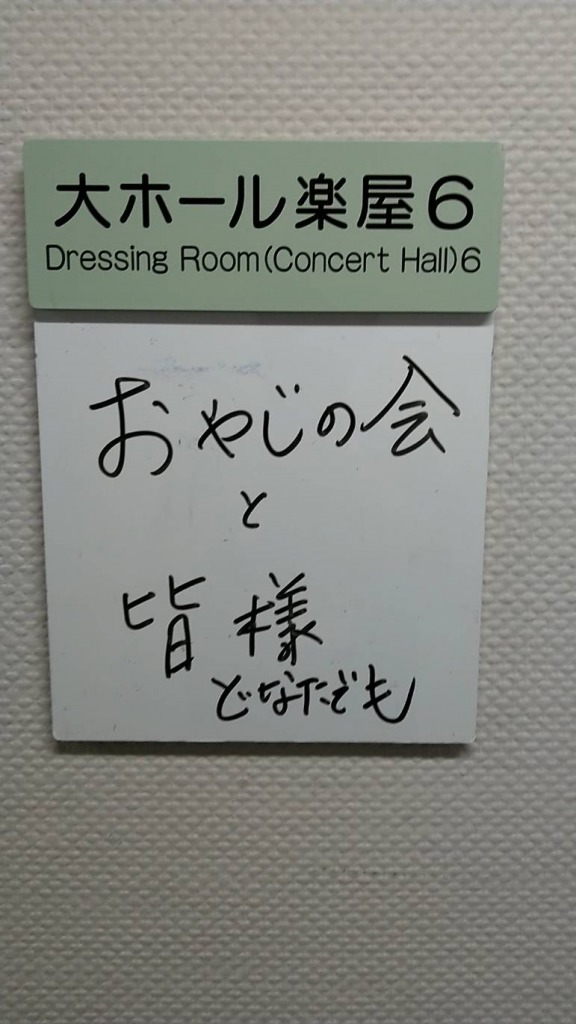 大ホール楽屋6
Dressing Room(Concert Hall)6
おやじの会
と
皆様
どなたでも